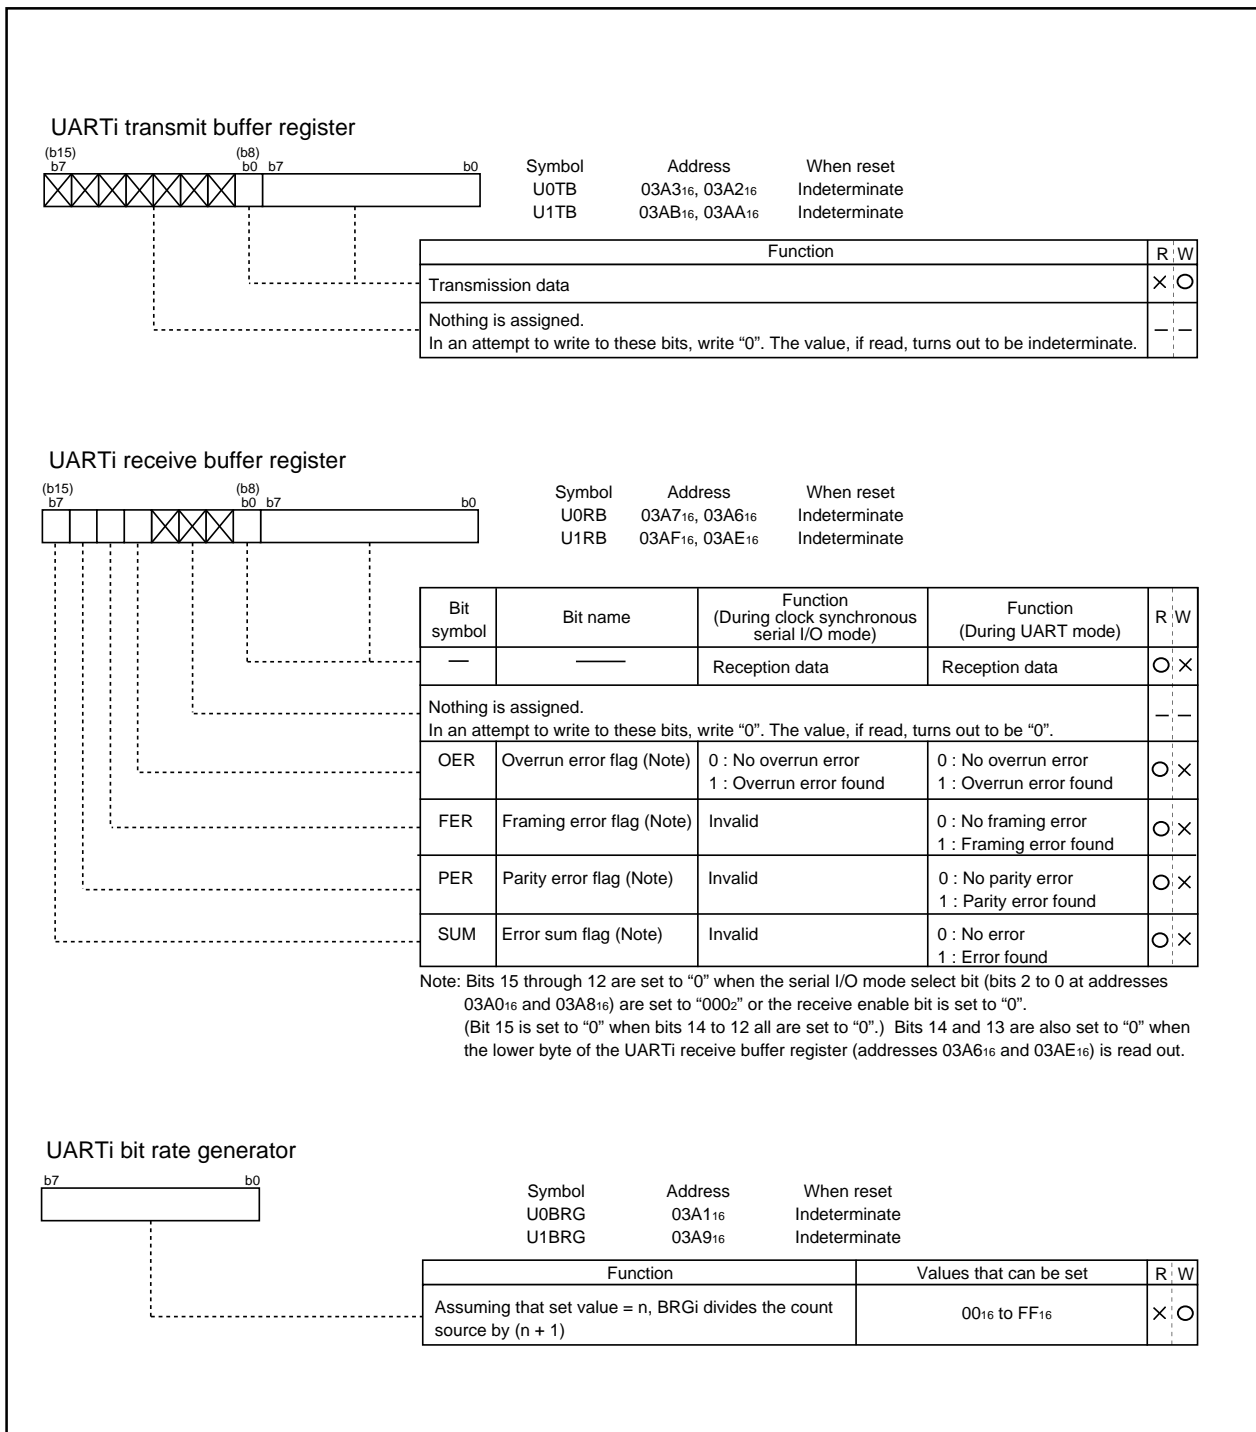 UARTi transmit buffer register
(b15) (b8)
b7 b0 b7 b0
Symbol Address When reset
U0TB 03A3₁₆, 03A2₁₆ Indeterminate
U1TB 03AB₁₆, 03AA₁₆ Indeterminate
Function R W
Transmission data × ○
Nothing is assigned.
In an attempt to write to these bits, write “0”. The value, if read, turns out to be indeterminate. – –
UARTi receive buffer register
(b15) (b8)
b7 b0 b7 b0
Symbol Address When reset
U0RB 03A7₁₆, 03A6₁₆ Indeterminate
U1RB 03AF₁₆, 03AE₁₆ Indeterminate
Bit symbol Bit name Function (During clock synchronous serial I/O mode) Function (During UART mode) R W
— —— Reception data Reception data ○ ×
Nothing is assigned.
In an attempt to write to these bits, write “0”. The value, if read, turns out to be “0”. – –
OER Overrun error flag (Note) 0 : No overrun error 0 : No overrun error ○ ×
1 : Overrun error found 1 : Overrun error found
FER Framing error flag (Note) Invalid 0 : No framing error ○ ×
1 : Framing error found
PER Parity error flag (Note) Invalid 0 : No parity error ○ ×
1 : Parity error found
SUM Error sum flag (Note) Invalid 0 : No error ○ ×
1 : Error found
Note: Bits 15 through 12 are set to “0” when the serial I/O mode select bit (bits 2 to 0 at addresses
03A0₁₆ and 03A8₁₆) are set to “000₂” or the receive enable bit is set to “0”.
(Bit 15 is set to “0” when bits 14 to 12 all are set to “0”.) Bits 14 and 13 are also set to “0” when
the lower byte of the UARTi receive buffer register (addresses 03A6₁₆ and 03AE₁₆) is read out.
UARTi bit rate generator
b7 b0
Symbol Address When reset
U0BRG 03A1₁₆ Indeterminate
U1BRG 03A9₁₆ Indeterminate
Function Values that can be set R W
Assuming that set value = n, BRGi divides the count 00₁₆ to FF₁₆ × ○
source by (n + 1)